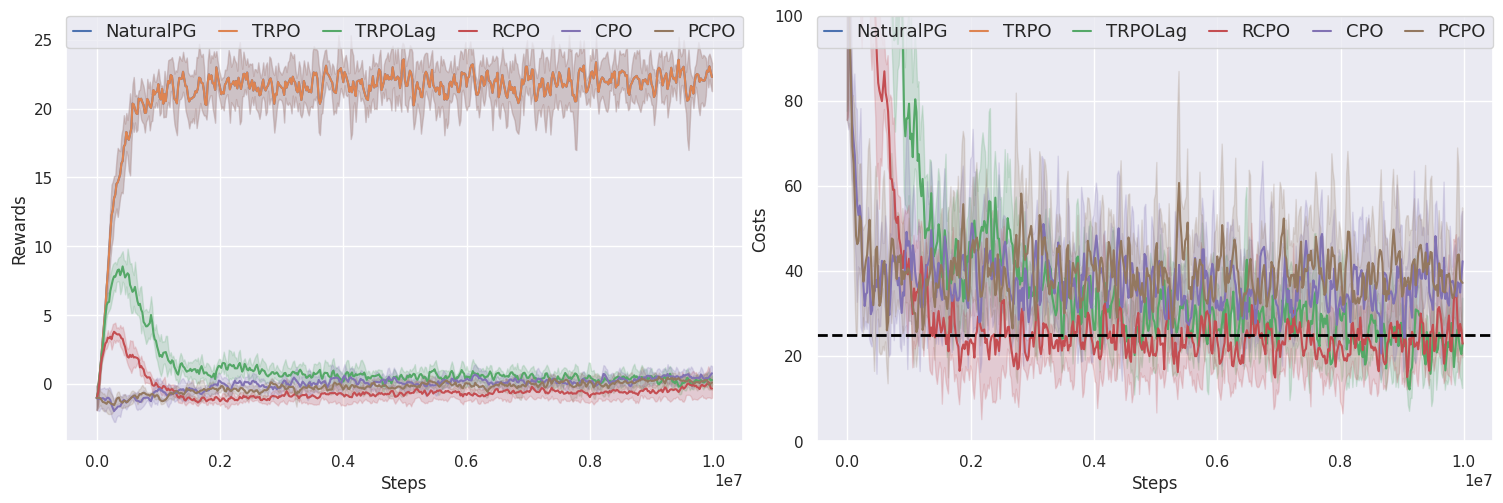 NaturalPG TRPO TRPOLag RCPO CPO PCPO
25
20
15
10
5
0
Rewards
0.0 0.2 0.4 0.6 0.8 1.0
1e7
Steps
NaturalPG TRPO TRPOLag RCPO CPO PCPO
100
80
60
40
20
0
Costs
0.0 0.2 0.4 0.6 0.8 1.0
1e7
Steps